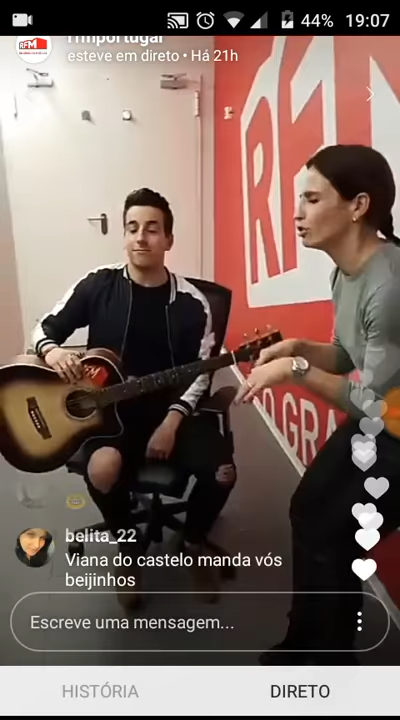 44% 19:07
RFM
rfmportugal
esteve em direto • Há 21h
RFM
O GRA
belita_22
Viana do castelo manda vós
beijinhos
Escreve uma mensagem...
HISTÓRIA DIRETO